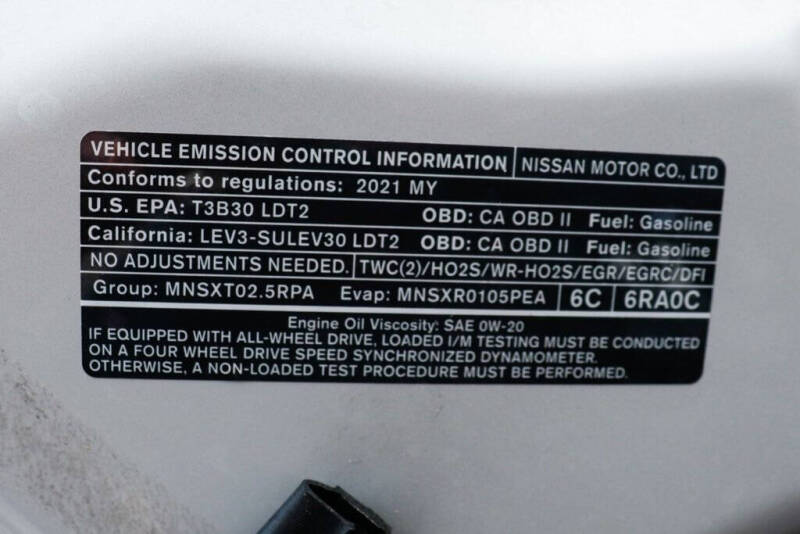 VEHICLE EMISSION CONTROL INFORMATION NISSAN MOTOR CO., LTD
Conforms to regulations: 2021 MY
U.S. EPA: T3B30 LDT2 OBD: CA OBD II Fuel: Gasoline
California: LEV3-SULEV30 LDT2 OBD: CA OBD II Fuel: Gasoline
NO ADJUSTMENTS NEEDED. TWC(2)/HO2S/WR-HO2S/EGR/EGRC/DFI
Group: MNSXT02.5RPA Evap: MNSXR0105PEA 6C 6RA0C
Engine Oil Viscosity: SAE 0W-20
IF EQUIPPED WITH ALL-WHEEL DRIVE, LOADED I/M TESTING MUST BE CONDUCTED
ON A FOUR WHEEL DRIVE SPEED SYNCHRONIZED DYNAMOMETER.
OTHERWISE, A NON-LOADED TEST PROCEDURE MUST BE PERFORMED.